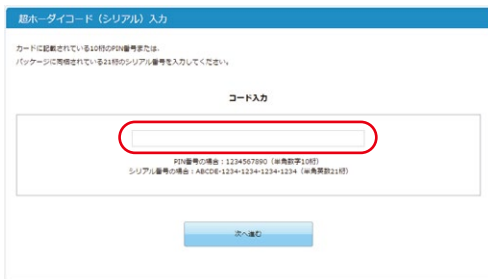 超ホーダイコード（シリアル）入力
カードに記載されている10桁のPIN番号または、
パッケージに同梱されている21桁のシリアル番号を入力してください。
コード入力
PIN番号の場合：1234567890（半角数字10桁）
シリアル番号の場合：ABCDE-1234-1234-1234-1234（半角英数21桁）
次へ進む